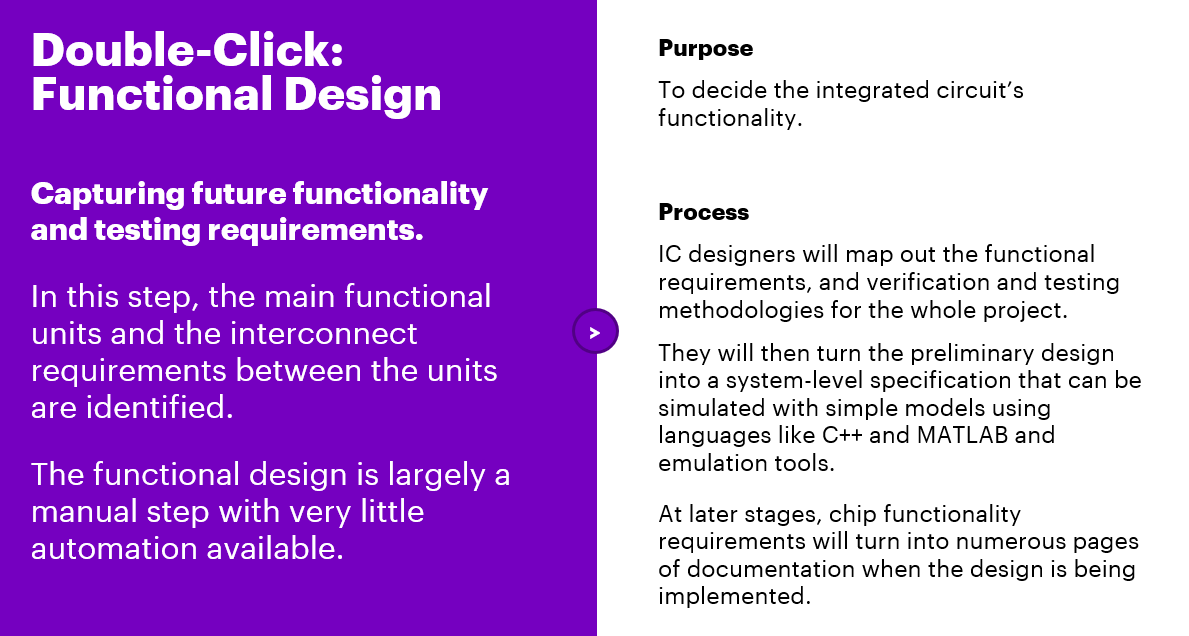 Double-Click:
Functional Design
Capturing future functionality
and testing requirements.
In this step, the main functional
units and the interconnect
requirements between the units
are identified.
The functional design is largely a
manual step with very little
automation available.
>
Purpose
To decide the integrated circuit’s
functionality.
Process
IC designers will map out the functional
requirements, and verification and testing
methodologies for the whole project.
They will then turn the preliminary design
into a system-level specification that can be
simulated with simple models using
languages like C++ and MATLAB and
emulation tools.
At later stages, chip functionality
requirements will turn into numerous pages
of documentation when the design is being
implemented.